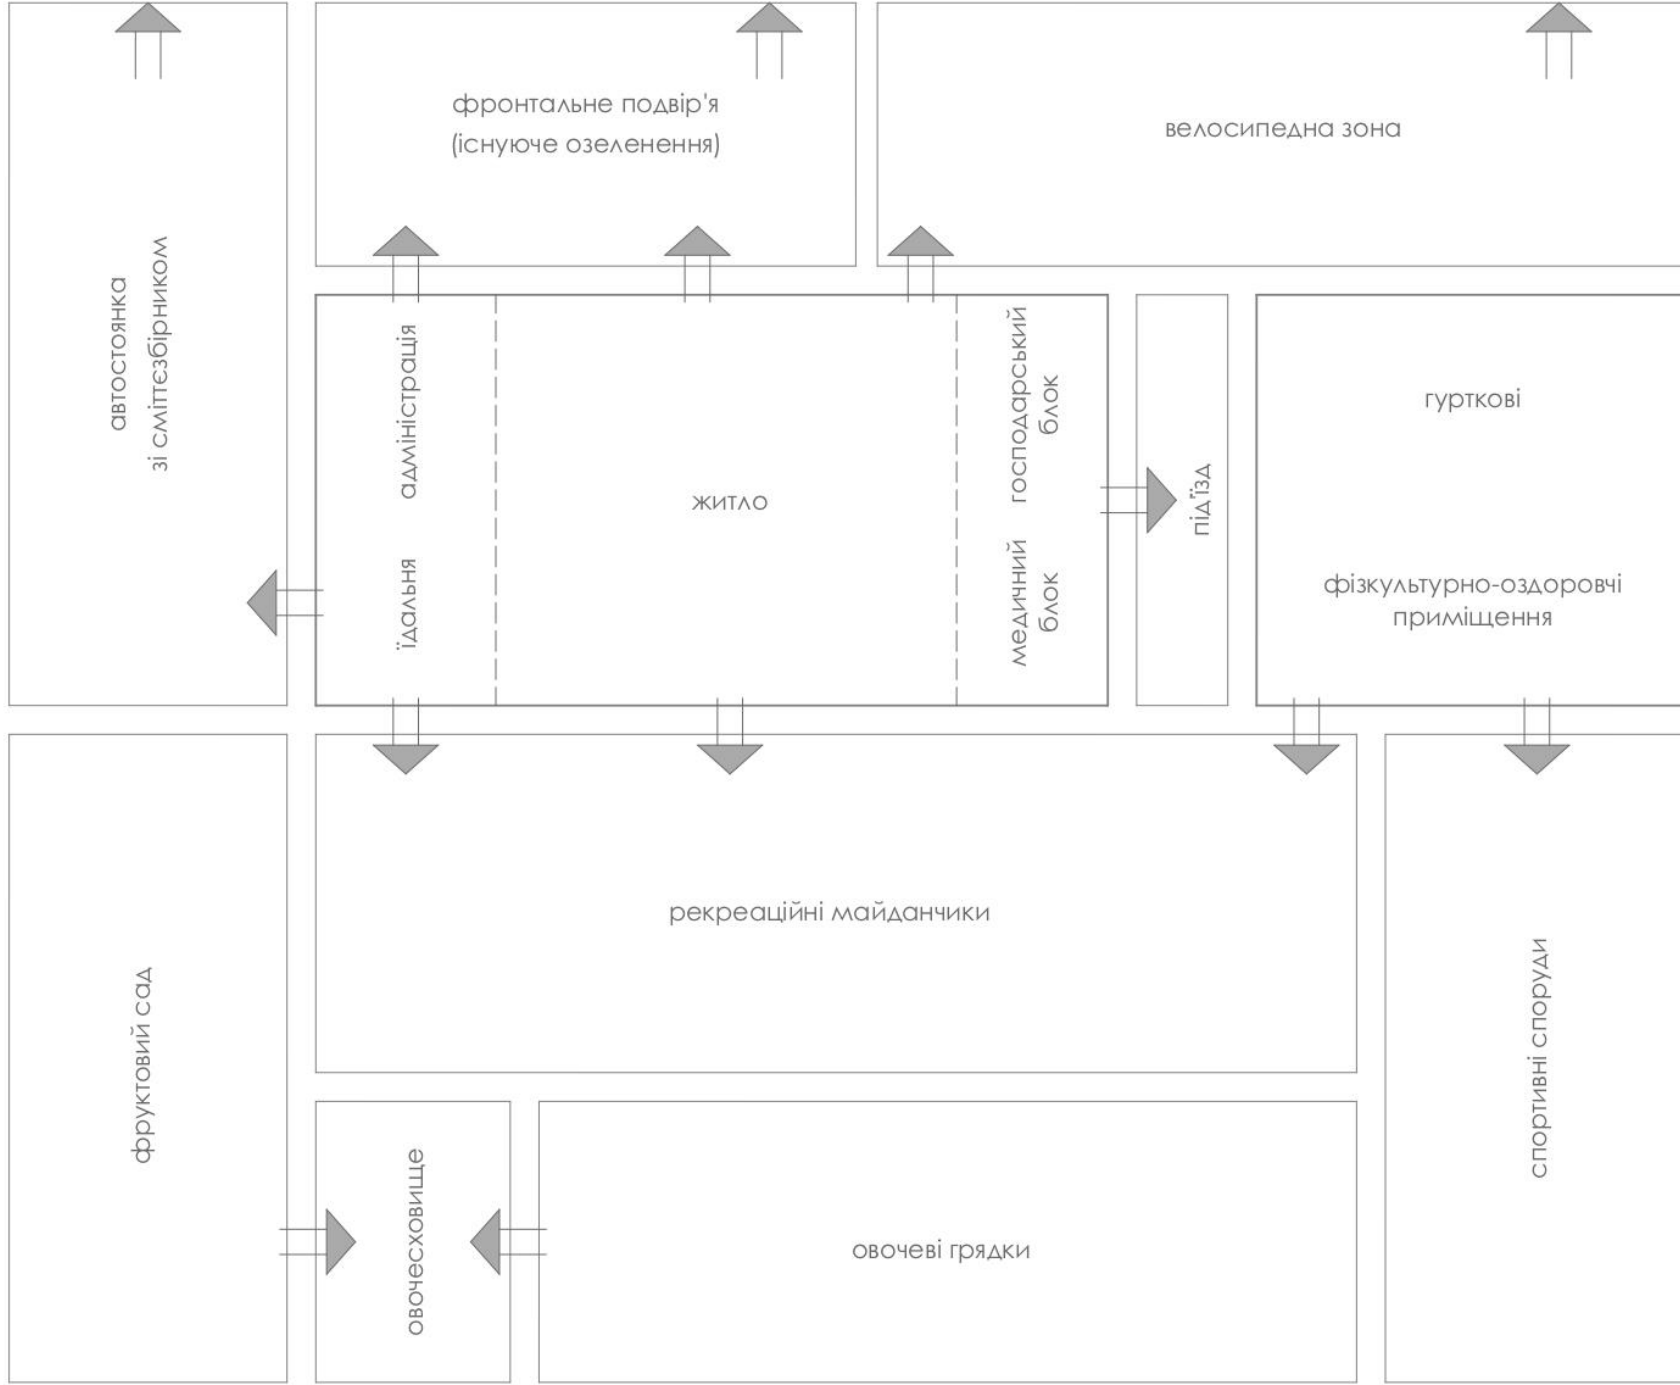 фронтальне подвір'я
(існуюче озеленення)
велосипедна зона
автостоянка
зі сміттєзбірником
адміністрація
їдальня
житло
господарський
блок
медичний
блок
під'їзд
гурткові
фізкультурно-оздоровчі
приміщення
рекреаційні майданчики
фруктовий сад
овочесховище
овочеві грядки
спортивні споруди